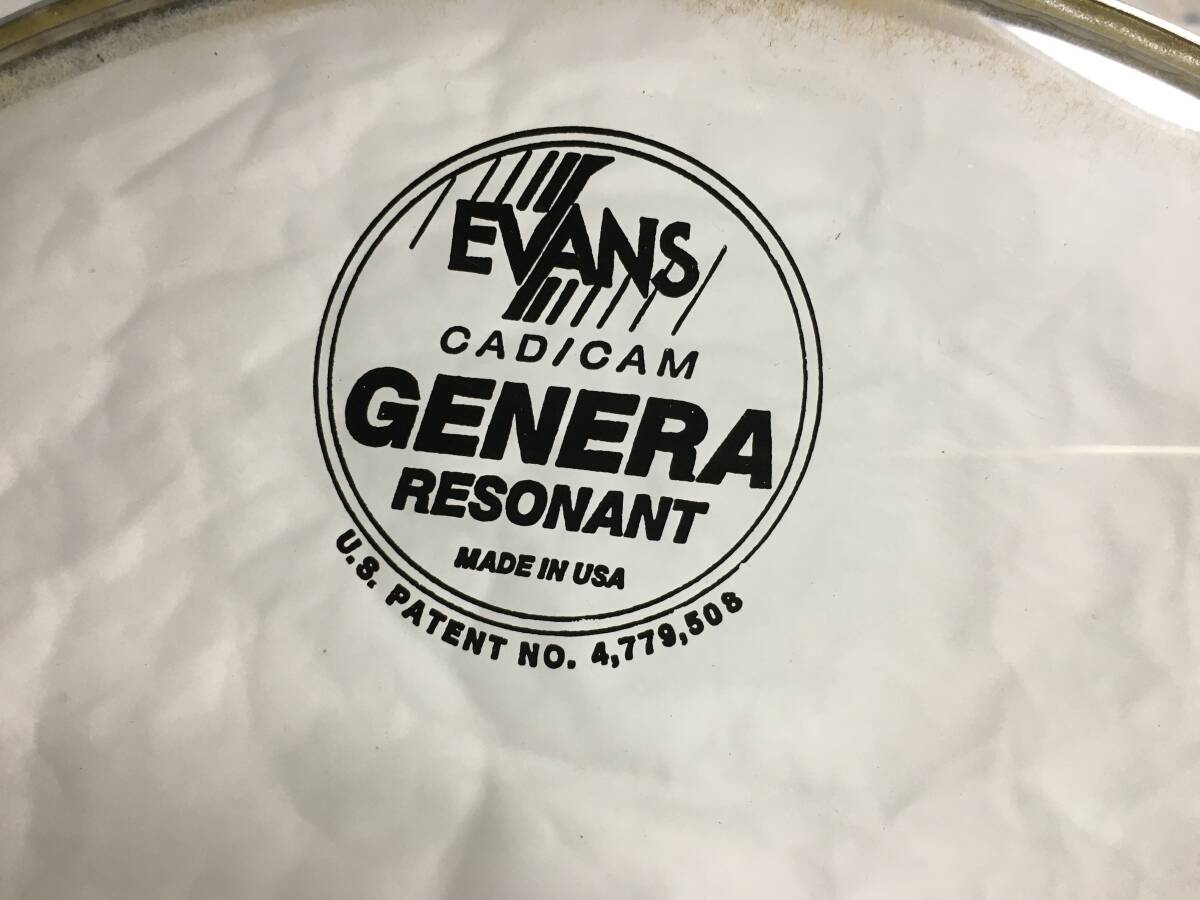 EVANS
CAD/CAM
GENERA
RESONANT
MADE IN USA
U.S. PATENT NO. 4,779,508